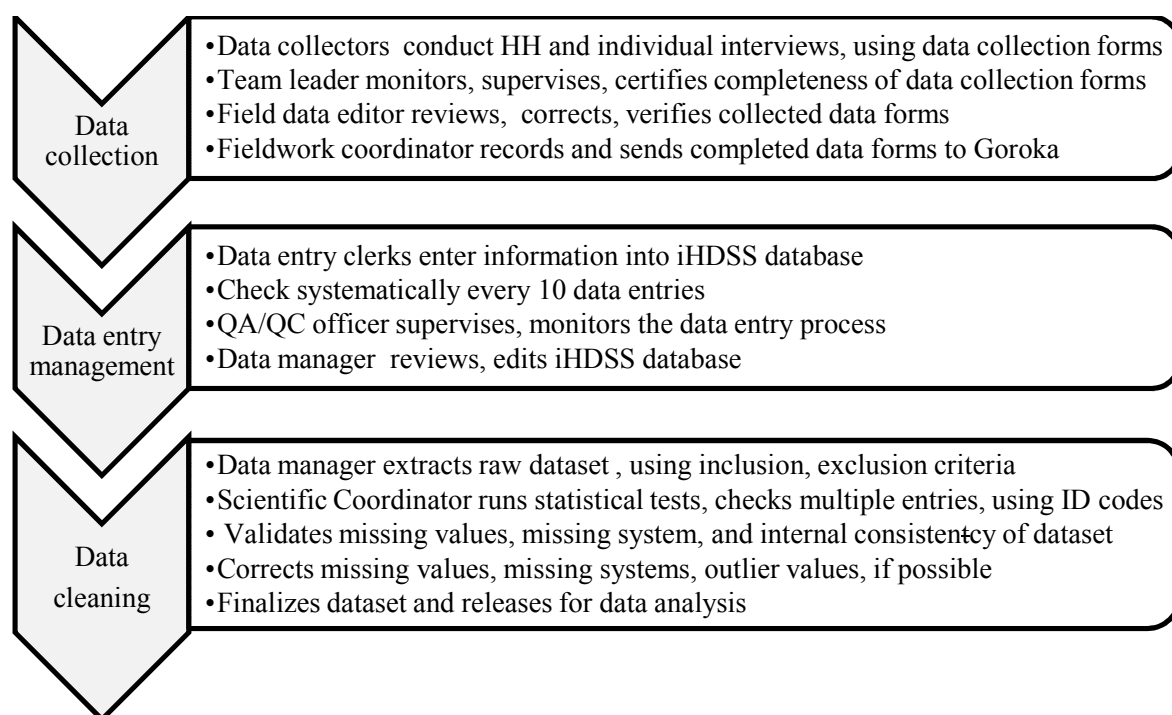 Data
collection
•Data collectors conduct HH and individual interviews, using data collection forms
•Team leader monitors, supervises, certifies completeness of data collection forms
•Field data editor reviews, corrects, verifies collected data forms
•Fieldwork coordinator records and sends completed data forms to Goroka
Data entry
management
•Data entry clerks enter information into iHDSS database
•Check systematically every 10 data entries
•QA/QC officer supervises, monitors the data entry process
•Data manager reviews, edits iHDSS database
Data
cleaning
•Data manager extracts raw dataset , using inclusion, exclusion criteria
•Scientific Coordinator runs statistical tests, checks multiple entries, using ID codes
• Validates missing values, missing system, and internal consistentcy of dataset
•Corrects missing values, missing systems, outlier values, if possible
•Finalizes dataset and releases for data analysis